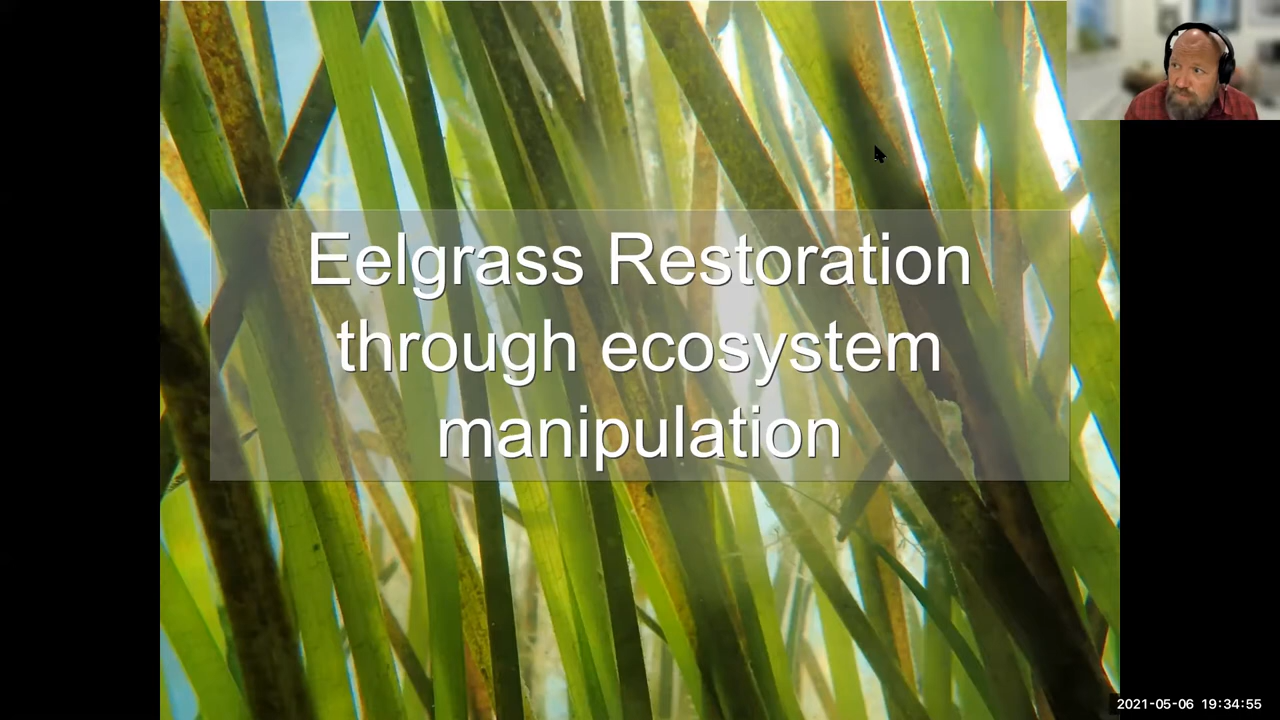 Eelgrass Restoration
through ecosystem
manipulation
2021-05-06 19:34:55